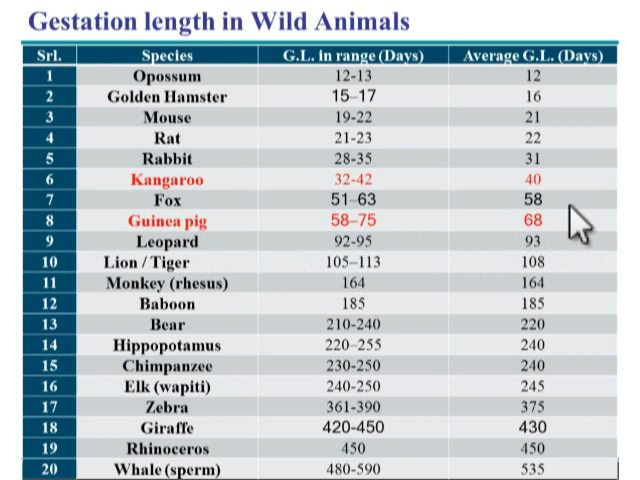 Gestation length in Wild Animals
Srl. Species G.L. in range (Days) Average G.L. (Days)
1 Opossum 12-13 12
2 Golden Hamster 15–17 16
3 Mouse 19-22 21
4 Rat 21-23 22
5 Rabbit 28-35 31
6 Kangaroo 32-42 40
7 Fox 51–63 58
8 Guinea pig 58–75 68
9 Leopard 92-95 93
10 Lion / Tiger 105–113 108
11 Monkey (rhesus) 164 164
12 Baboon 185 185
13 Bear 210-240 220
14 Hippopotamus 220–255 240
15 Chimpanzee 230-250 240
16 Elk (wapiti) 240-250 245
17 Zebra 361-390 375
18 Giraffe 420-450 430
19 Rhinoceros 450 450
20 Whale (sperm) 480-590 535